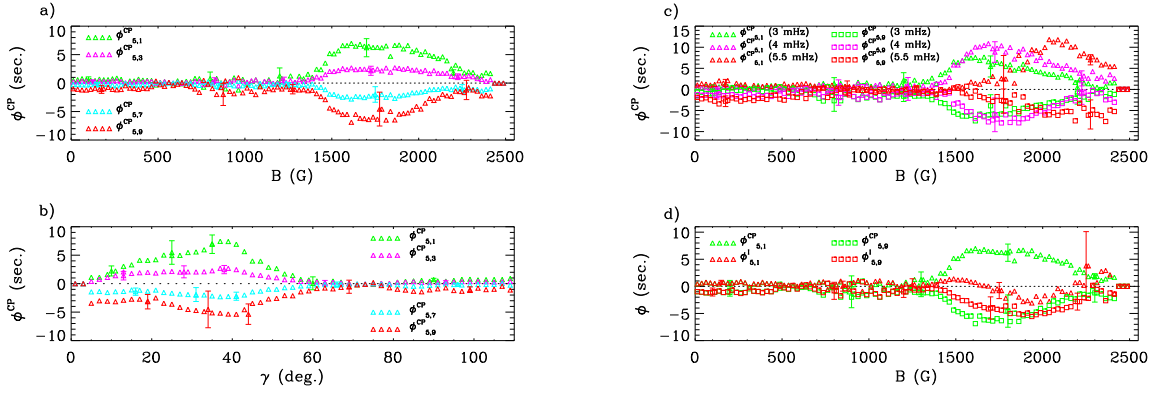 a)
10
5
0
−5
−10
ϕ^CP (sec.)
ϕ^CP_5,1
ϕ^CP_5,3
ϕ^CP_5,7
ϕ^CP_5,9
0 500 1000 1500 2000 2500
B (G)
b)
10
5
0
−5
−10
ϕ^CP (sec.)
ϕ^CP_5,1
ϕ^CP_5,3
ϕ^CP_5,7
ϕ^CP_5,9
0 20 40 60 80 100
γ (deg.)
c)
15
10
5
0
−5
−10
ϕ^CP (sec.)
ϕ^CP_5,1 (3 mHz) ϕ^CP_5,9 (3 mHz)
ϕ^CP_5,1 (4 mHz) ϕ^CP_5,9 (4 mHz)
ϕ^CP_5,1 (5.5 mHz) ϕ^CP_5,9 (5.5 mHz)
0 500 1000 1500 2000 2500
B (G)
d)
10
5
0
−5
−10
ϕ (sec.)
ϕ^CP_5,1 ϕ^CP_5,9
ϕ^I_5,1 ϕ^I_5,9
0 500 1000 1500 2000 2500
B (G)